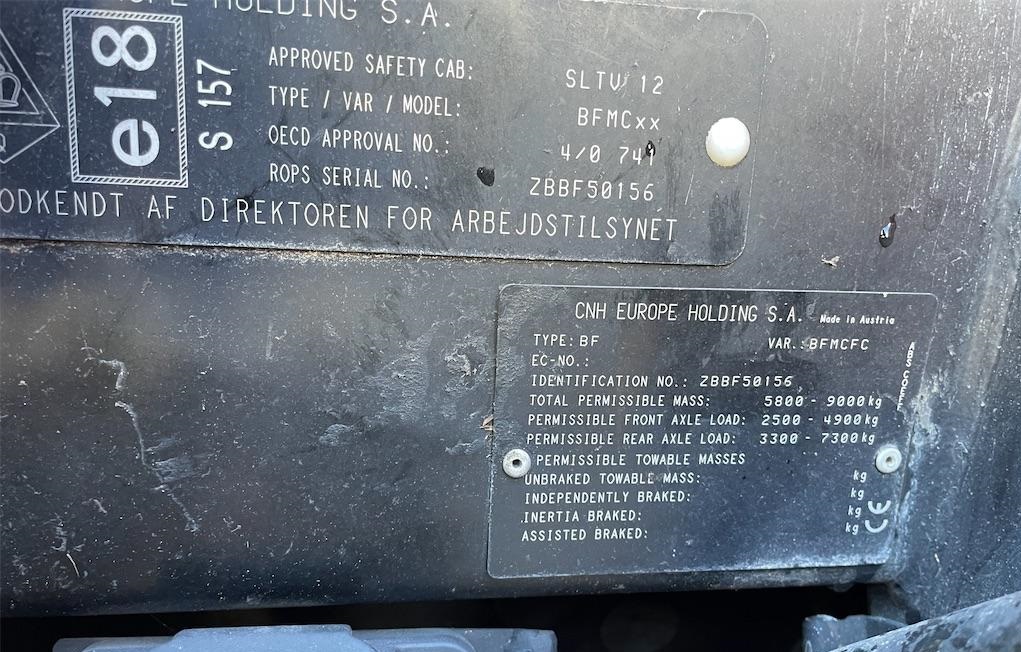 EUROPE HOLDING S.A.
e18
S 157
APPROVED SAFETY CAB: SLTV 12
TYPE / VAR / MODEL: BFMCxx
OECD APPROVAL NO.: 4/0 741
ROPS SERIAL NO.: ZBBF50156
ODKENDT AF DIREKTOREN FOR ARBEJDSTILSYNET
CNH EUROPE HOLDING S.A. Made in Austria
TYPE: BF VAR.: BFMCFC
EC-NO.:
IDENTIFICATION NO.: ZBBF50156
TOTAL PERMISSIBLE MASS: 5800 - 9000 kg
PERMISSIBLE FRONT AXLE LOAD: 2500 - 4900 kg
PERMISSIBLE REAR AXLE LOAD: 3300 - 7300 kg
PERMISSIBLE TOWABLE MASSES
UNBRAKED TOWABLE MASS: kg
INDEPENDENTLY BRAKED: kg
INERTIA BRAKED: kg
ASSISTED BRAKED: kg
CE